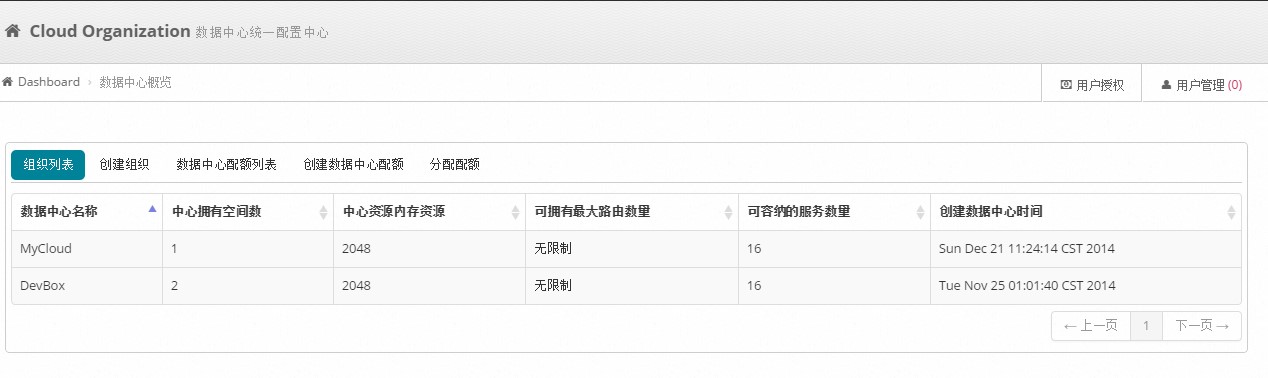 Cloud Organization 数据中心统一配置中心
Dashboard › 数据中心概览 用户授权 用户管理 (0)
组织列表 创建组织 数据中心配额列表 创建数据中心配额 分配配额
数据中心名称 中心拥有空间数 中心资源内存资源 可拥有最大路由数量 可容纳的服务数量 创建数据中心时间
MyCloud 1 2048 无限制 16 Sun Dec 21 11:24:14 CST 2014
DevBox 2 2048 无限制 16 Tue Nov 25 01:01:40 CST 2014
← 上一页 1 下一页 →